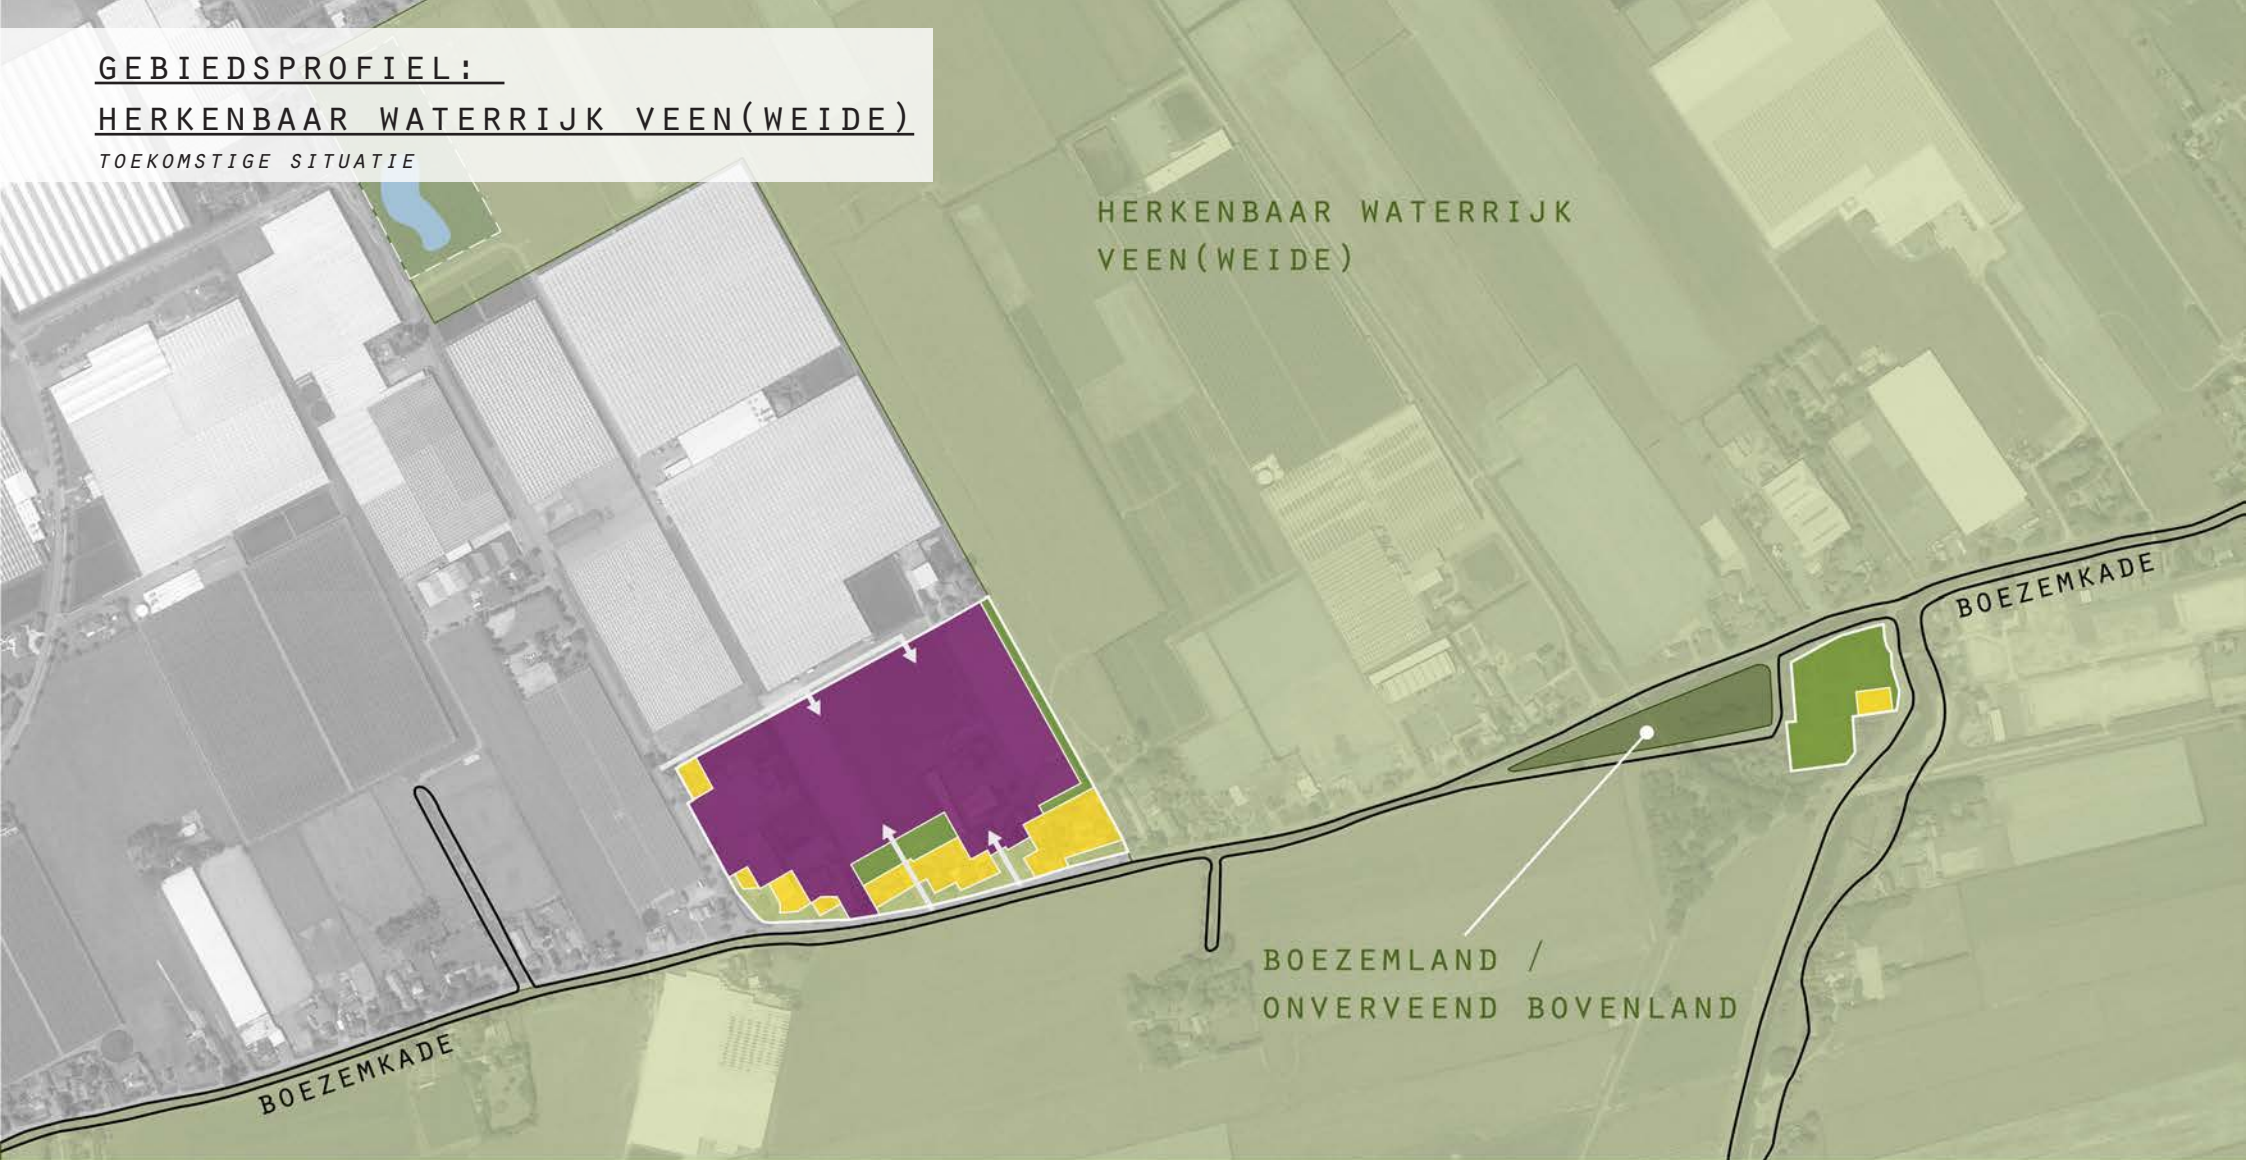 GEBIEDSPROFIEL:
HERKENBAAR WATERRIJK VEEN(WEIDE)
TOEKOMSTIGE SITUATIE
HERKENBAAR WATERRIJK
VEEN(WEIDE)
BOEZEMKADE
BOEZEMLAND /
ONVERVEEND BOVENLAND
BOEZEMKADE